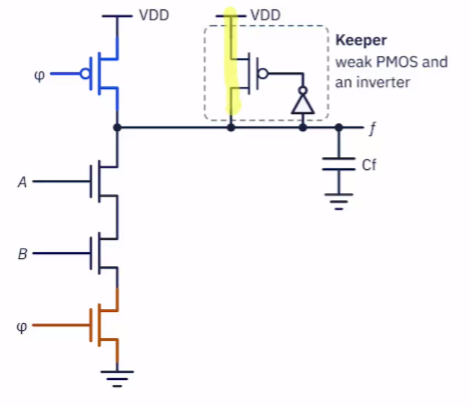 VDD
VDD
φ
Keeper
weak PMOS and
an inverter
f
Cf
A
B
φ